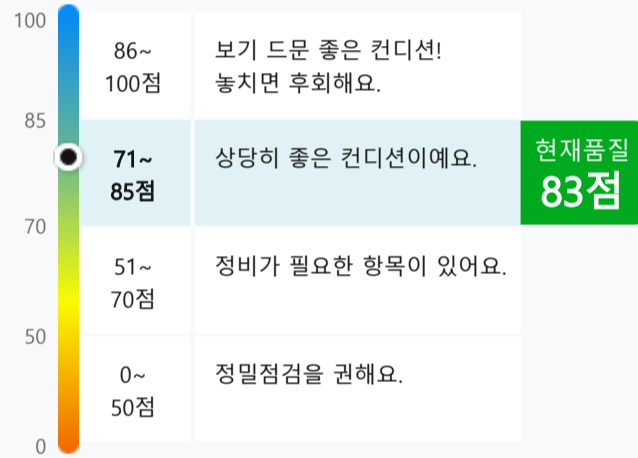 100
86~
100점
보기 드문 좋은 컨디션!
놓치면 후회해요.
85
71~
85점
상당히 좋은 컨디션이예요.
현재품질
83점
70
51~
70점
정비가 필요한 항목이 있어요.
50
0~
50점
정밀점검을 권해요.
0